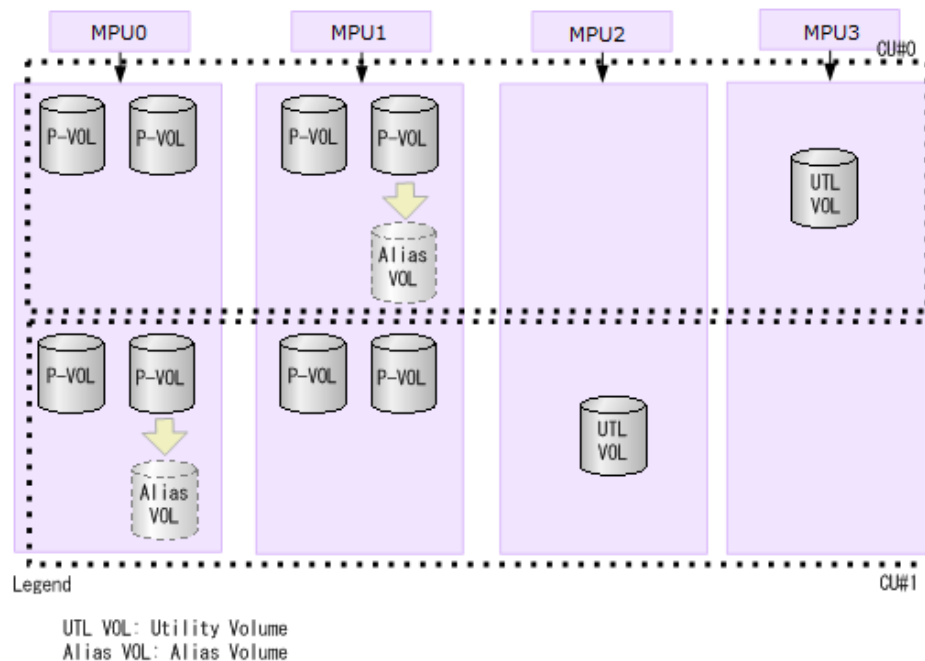 MPU0 MPU1 MPU2 MPU3
CU#0
P-VOL P-VOL P-VOL P-VOL
UTL
VOL
Alias
VOL
P-VOL P-VOL P-VOL P-VOL
UTL
VOL
Alias
VOL
Legend
CU#1
UTL VOL: Utility Volume
Alias VOL: Alias Volume